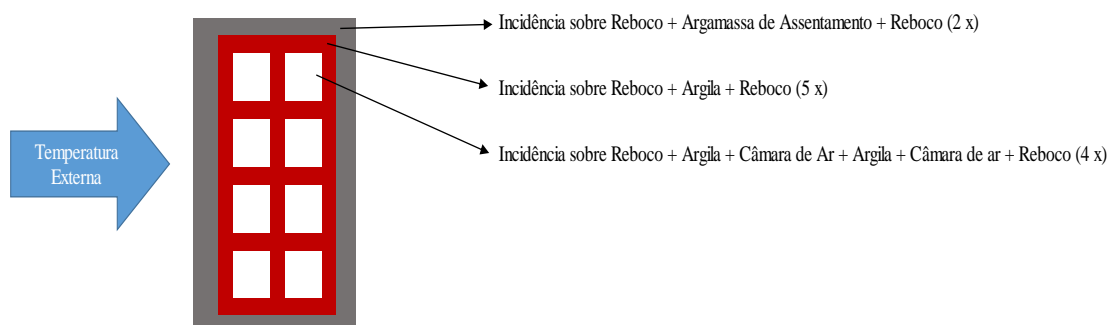 Incidência sobre Reboco + Argamassa de Assentamento + Reboco (2 x)
Incidência sobre Reboco + Argila + Reboco (5 x)
Incidência sobre Reboco + Argila + Câmara de Ar + Argila + Câmara de ar + Reboco (4 x)
Temperatura
Externa